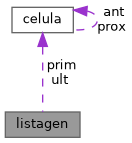 celula
ant
prox
prim
ult
listagen